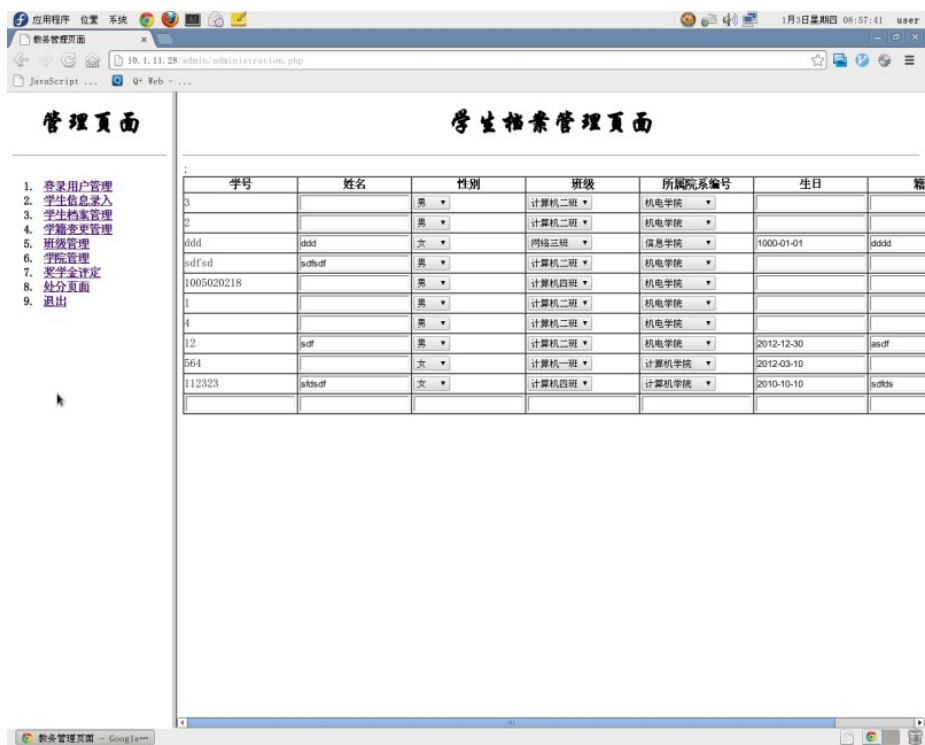 应用程序 位置 系统 1月3日星期四 08:57:41 user
教务管理页面
10.1.11.28/admin/administration.php
JavaScript ... Q+ Web - ...
管理页面
1. 登录用户管理
2. 学生信息录入
3. 学生档案管理
4. 学籍变更管理
5. 班级管理
6. 学院管理
7. 奖学金评定
8. 处分页面
9. 退出
学生档案管理页面
;
学号 姓名 性别 班级 所属院系编号 生日 籍
3 男 计算机二班 机电学院
2 男 计算机二班 机电学院
ddd ddd 女 网络三班 信息学院 1000-01-01 dddd
sdfsd sdfsdf 男 计算机二班 机电学院
1005020218 男 计算机四班 机电学院
1 男 计算机二班 机电学院
4 男 计算机二班 机电学院
12 sdf 男 计算机二班 机电学院 2012-12-30 asdf
564 女 计算机一班 计算机学院 2012-03-10
112323 sfdsdf 女 计算机四班 计算机学院 2010-10-10 sdfds
教务管理页面 - Google…